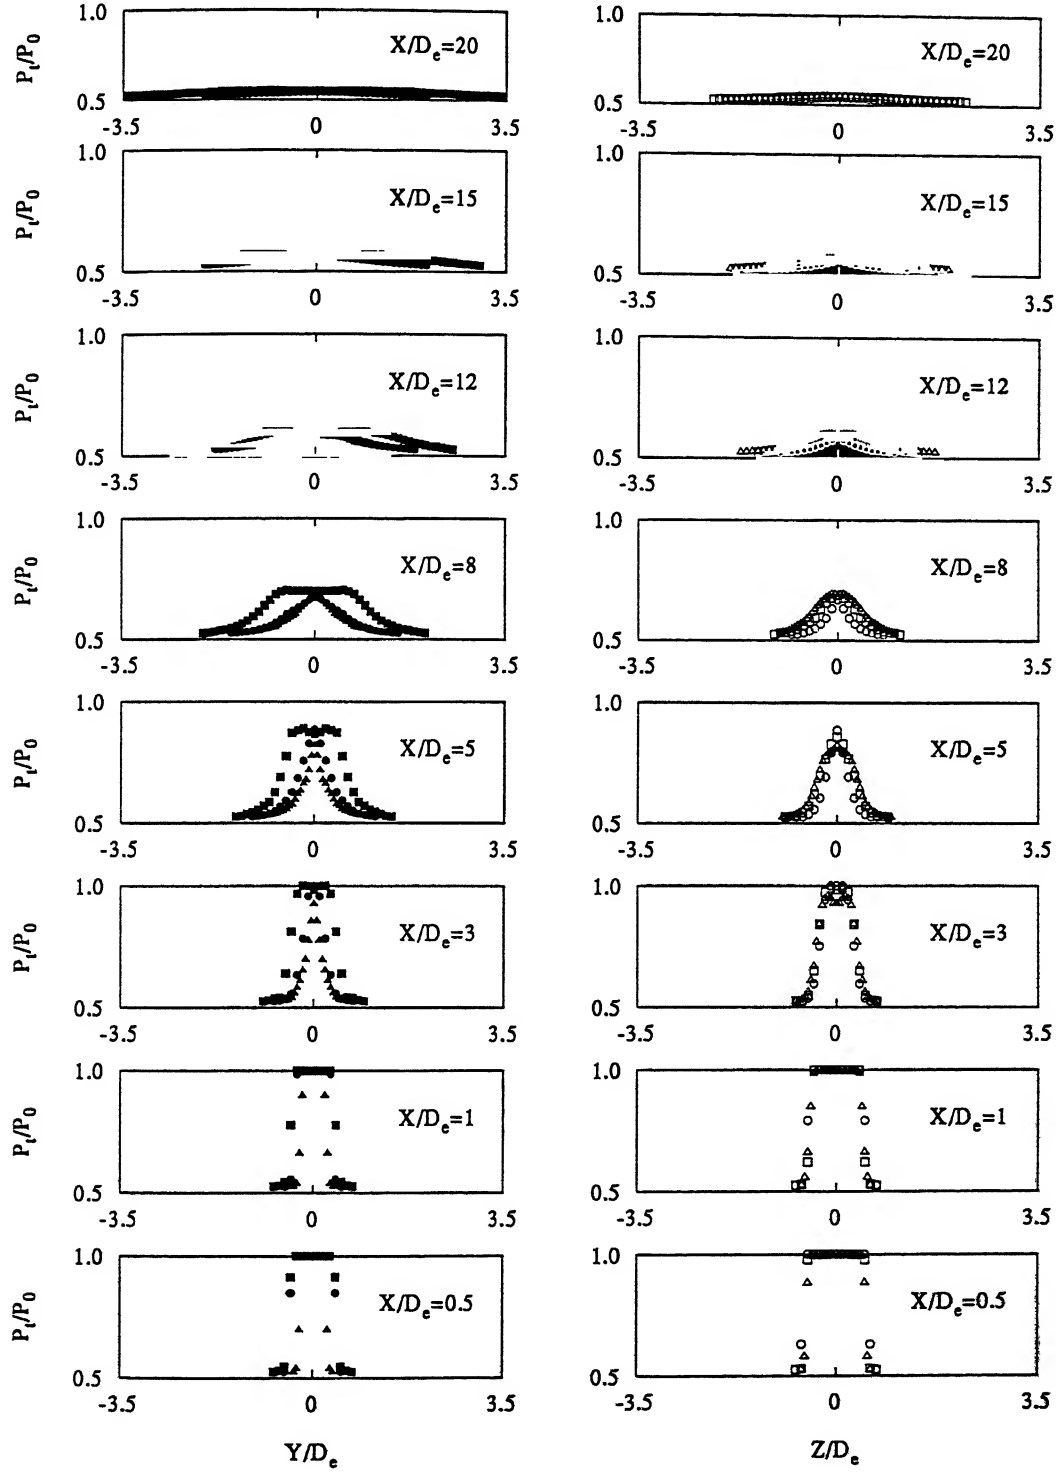 1.0 1.0
P_t/P_0 X/D_e=20 X/D_e=20
0.5 0.5
-3.5 0 3.5 -3.5 0 3.5
1.0 1.0
P_t/P_0 X/D_e=15 X/D_e=15
0.5 0.5
-3.5 0 3.5 -3.5 0 3.5
1.0 1.0
P_t/P_0 X/D_e=12 X/D_e=12
0.5 0.5
-3.5 0 3.5 -3.5 0 3.5
1.0 1.0
P_t/P_0 X/D_e=8 X/D_e=8
0.5 0.5
-3.5 0 3.5 -3.5 0 3.5
1.0 1.0
P_t/P_0 X/D_e=5 X/D_e=5
0.5 0.5
-3.5 0 3.5 -3.5 0 3.5
1.0 1.0
P_t/P_0 X/D_e=3 X/D_e=3
0.5 0.5
-3.5 0 3.5 -3.5 0 3.5
1.0 1.0
P_t/P_0 X/D_e=1 X/D_e=1
0.5 0.5
-3.5 0 3.5 -3.5 0 3.5
1.0 1.0
P_t/P_0 X/D_e=0.5 X/D_e=0.5
0.5 0.5
-3.5 0 3.5 -3.5 0 3.5
Y/D_e Z/D_e